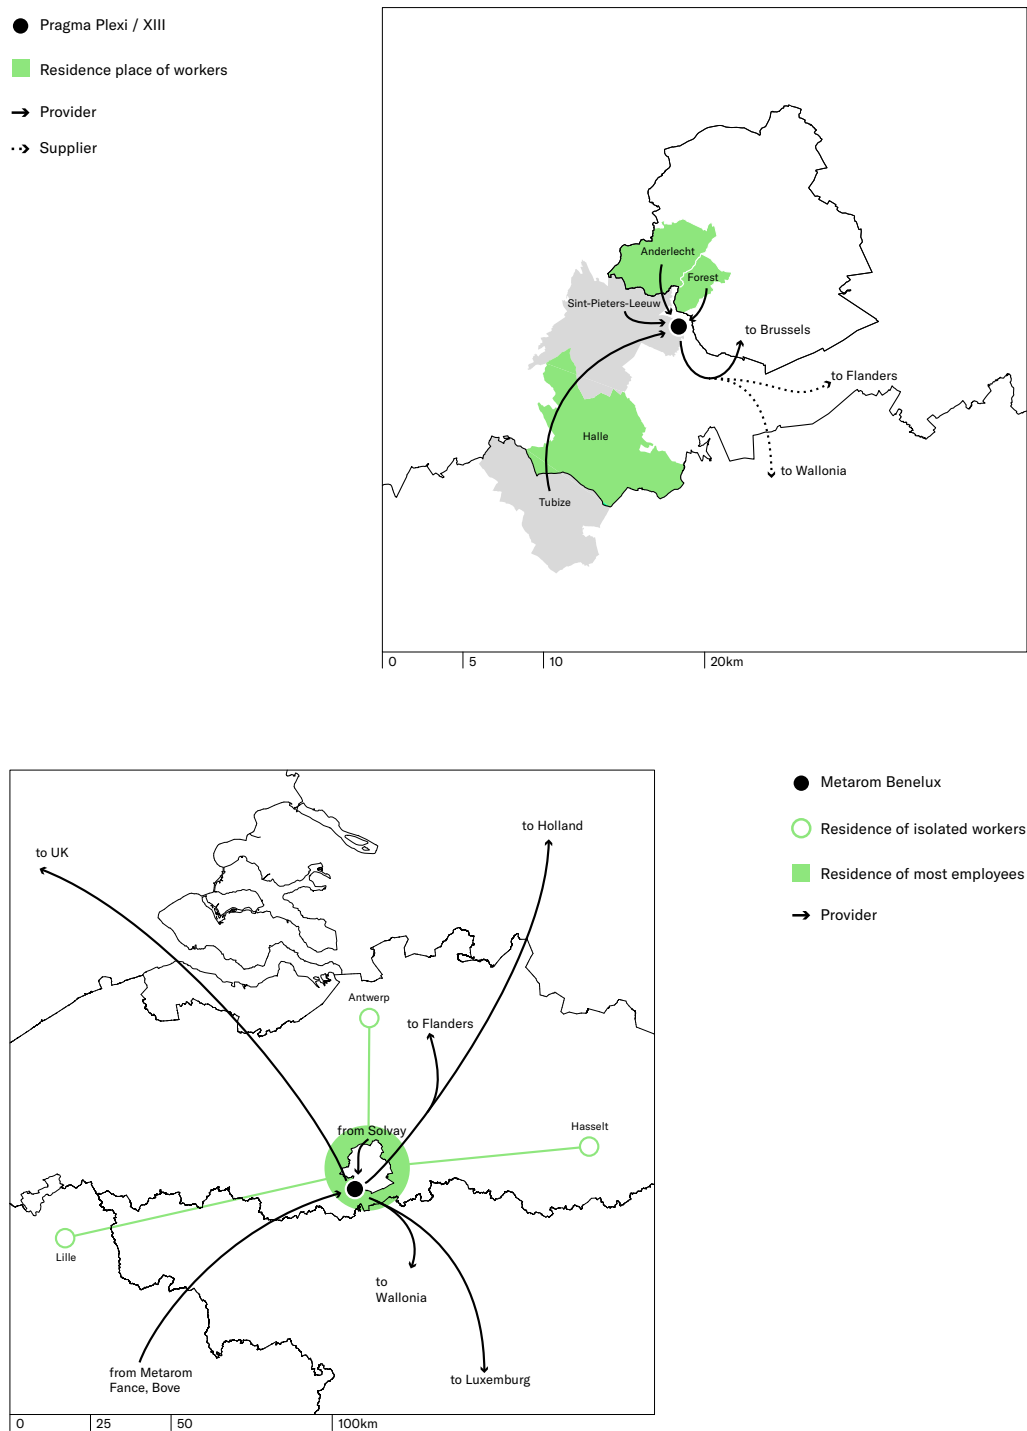 Pragma Plexi / XIII
Residence place of workers
Provider
Supplier
Anderlecht
Forest
Sint-Pieters-Leeuw
to Brussels
to Flanders
Halle
to Wallonia
Tubize
0 5 10 20km
Metarom Benelux
Residence of isolated workers
Residence of most employees
Provider
to Holland
to UK
Antwerp
to Flanders
Hasselt
from Solvay
Lille
to
Wallonia
from Metarom
Fance, Bove
to Luxemburg
0 25 50 100km